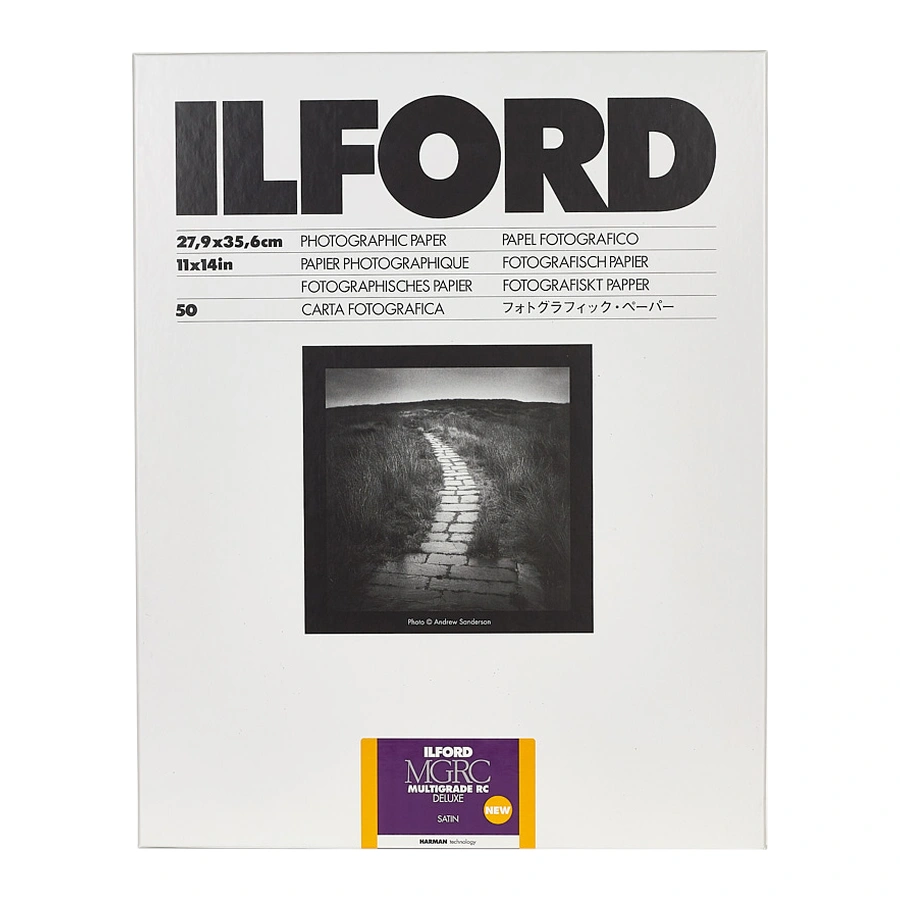 ILFORD
27,9x35,6cm PHOTOGRAPHIC PAPER PAPEL FOTOGRAFICO
11x14in PAPIER PHOTOGRAPHIQUE FOTOGRAFISCH PAPIER
FOTOGRAPHISCHES PAPIER FOTOGRAFISKT PAPPER
50 CARTA FOTOGRAFICA フォトグラフィック・ペーパー
Photo © Andrew Sanderson
ILFORD
MGRC
MULTIGRADE RC
DELUXE
NEW
SATIN
HARMAN technology